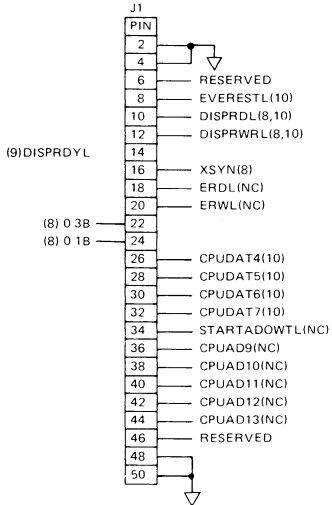 J1
PIN
2
4
6 RESERVED
8 EVERESTL(10)
10 DISPRDL(8,10)
12 DISPRWRL(8,10)
(9)DISPRDYL 14
16 XSYN(8)
18 ERDL(NC)
20 ERWL(NC)
(8) 0 3B 22
(8) 0 1B 24
26 CPUDAT4(10)
28 CPUDAT5(10)
30 CPUDAT6(10)
32 CPUDAT7(10)
34 STARTADOWTL(NC)
36 CPUAD9(NC)
38 CPUAD10(NC)
40 CPUAD11(NC)
42 CPUAD12(NC)
44 CPUAD13(NC)
46 RESERVED
48
50